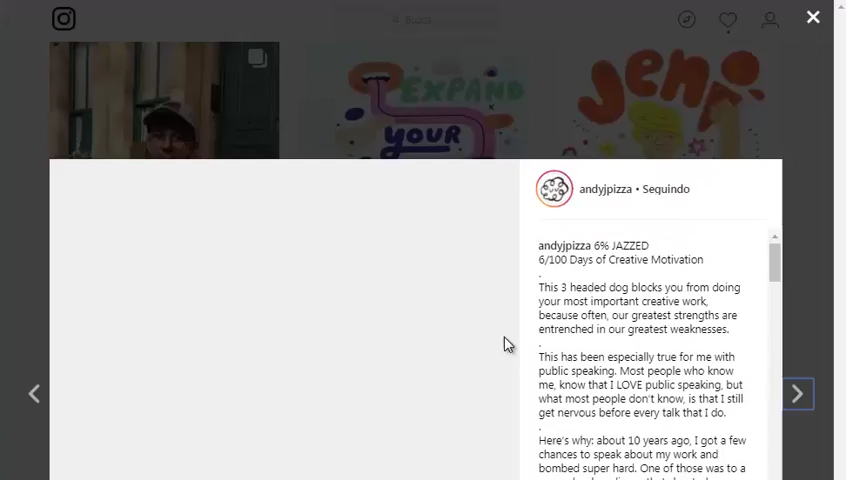 Busca
EXPAND
YOUR
JEN
andyjpizza • Seguindo
andyjpizza 6% JAZZED
6/100 Days of Creative Motivation
.
This 3 headed dog blocks you from doing
your most important creative work,
because often, our greatest strengths are
entrenched in our greatest weaknesses.
.
This has been especially true for me with
public speaking. Most people who know
me, know that I LOVE public speaking, but
what most people don't know, is that I still
get nervous before every talk that I do.
.
Here's why: about 10 years ago, I got a few
chances to speak about my work and
bombed super hard. One of those was to a